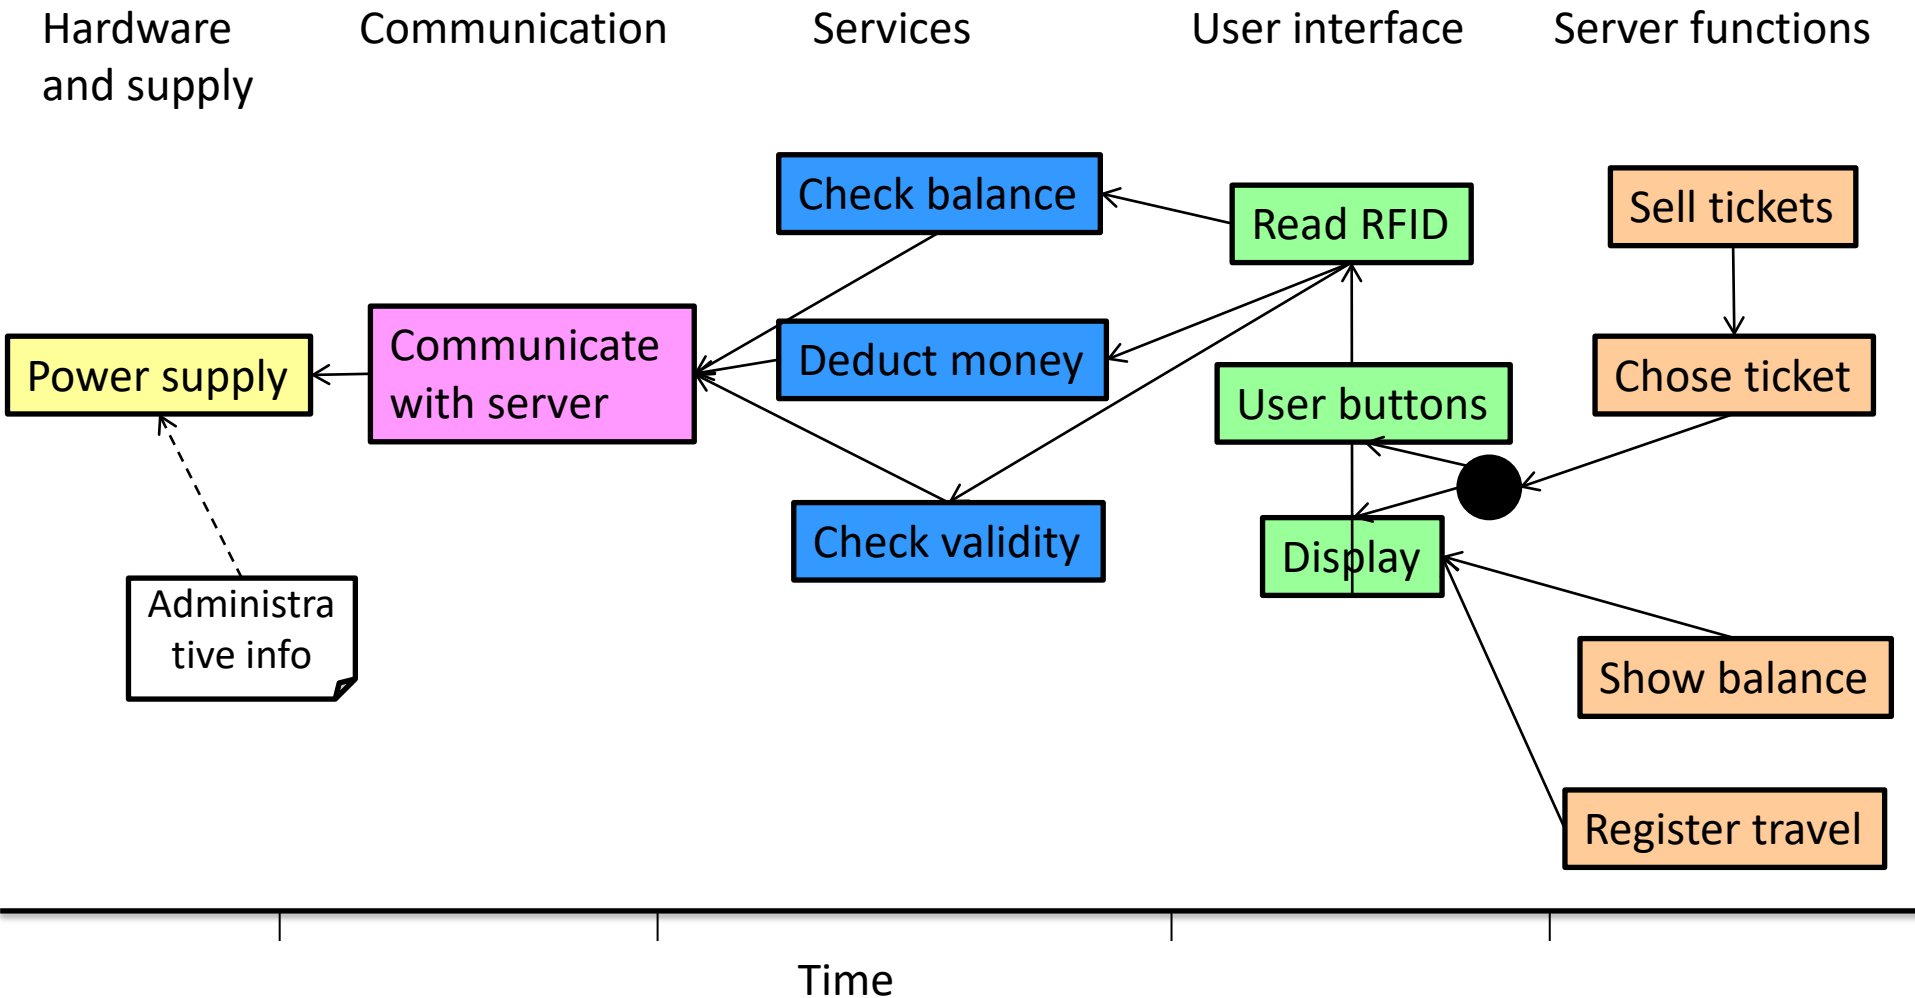 Hardware
and supply
Communication
Services
User interface
Server functions
Check balance
Read RFID
Sell tickets
Power supply
Communicate
with server
Deduct money
User buttons
Chose ticket
Check validity
Display
Administra
tive info
Show balance
Register travel
Time